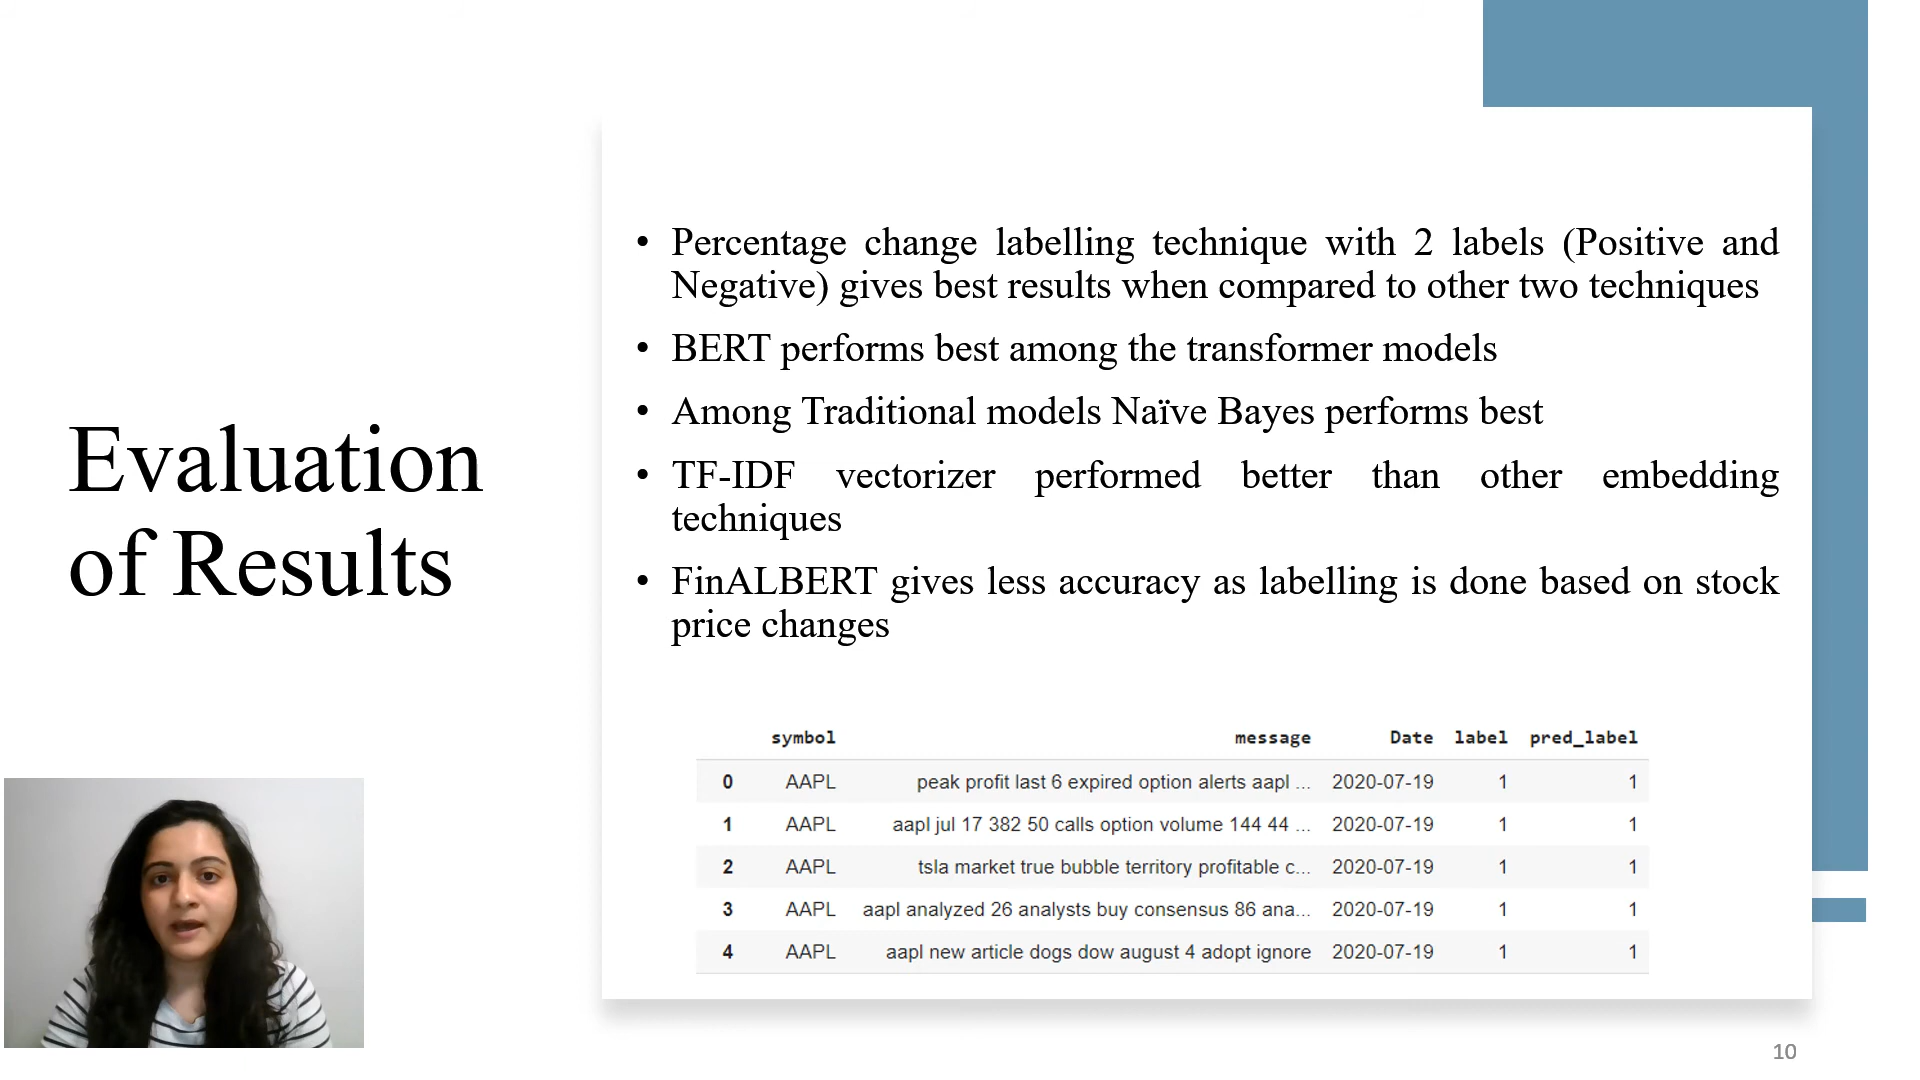 Evaluation
of Results
• Percentage change labelling technique with 2 labels (Positive and
Negative) gives best results when compared to other two techniques
• BERT performs best among the transformer models
• Among Traditional models Naïve Bayes performs best
• TF-IDF vectorizer performed better than other embedding
techniques
• FinALBERT gives less accuracy as labelling is done based on stock
price changes
symbol message Date label pred_label
0 AAPL peak profit last 6 expired option alerts aapl ... 2020-07-19 1 1
1 AAPL aapl jul 17 382 50 calls option volume 144 44 ... 2020-07-19 1 1
2 AAPL tsla market true bubble territory profitable c... 2020-07-19 1 1
3 AAPL aapl analyzed 26 analysts buy consensus 86 ana... 2020-07-19 1 1
4 AAPL aapl new article dogs dow august 4 adopt ignore 2020-07-19 1 1
10